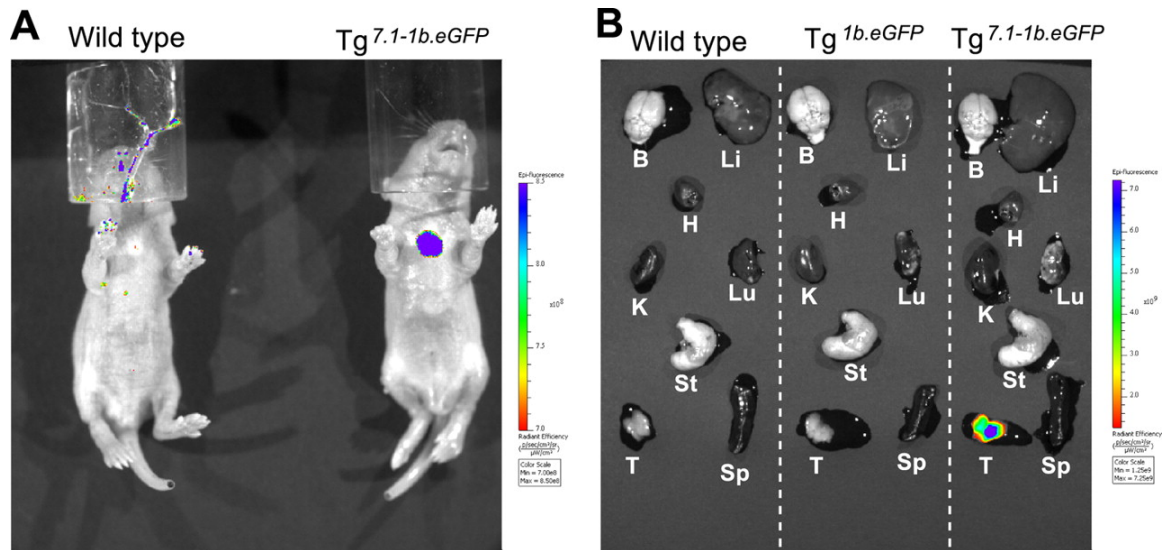 A
Wild type
Tg 7.1-1b.eGFP
Epi-fluorescence
8.5
8.0
x10⁸
7.5
7.0
Radiant Efficiency
(p/sec/cm²/sr / µW/cm²)
Color Scale
Min = 7.00e8
Max = 8.50e8
B
Wild type
Tg 1b.eGFP
Tg 7.1-1b.eGFP
B
Li
B
Li
B
Li
H
H
H
K
Lu
K
Lu
K
Lu
St
St
St
T
Sp
T
Sp
T
Sp
Epi-fluorescence
7.0
6.0
5.0
x10⁹
4.0
3.0
2.0
Radiant Efficiency
(p/sec/cm²/sr / µW/cm²)
Color Scale
Min = 1.25e9
Max = 7.25e9